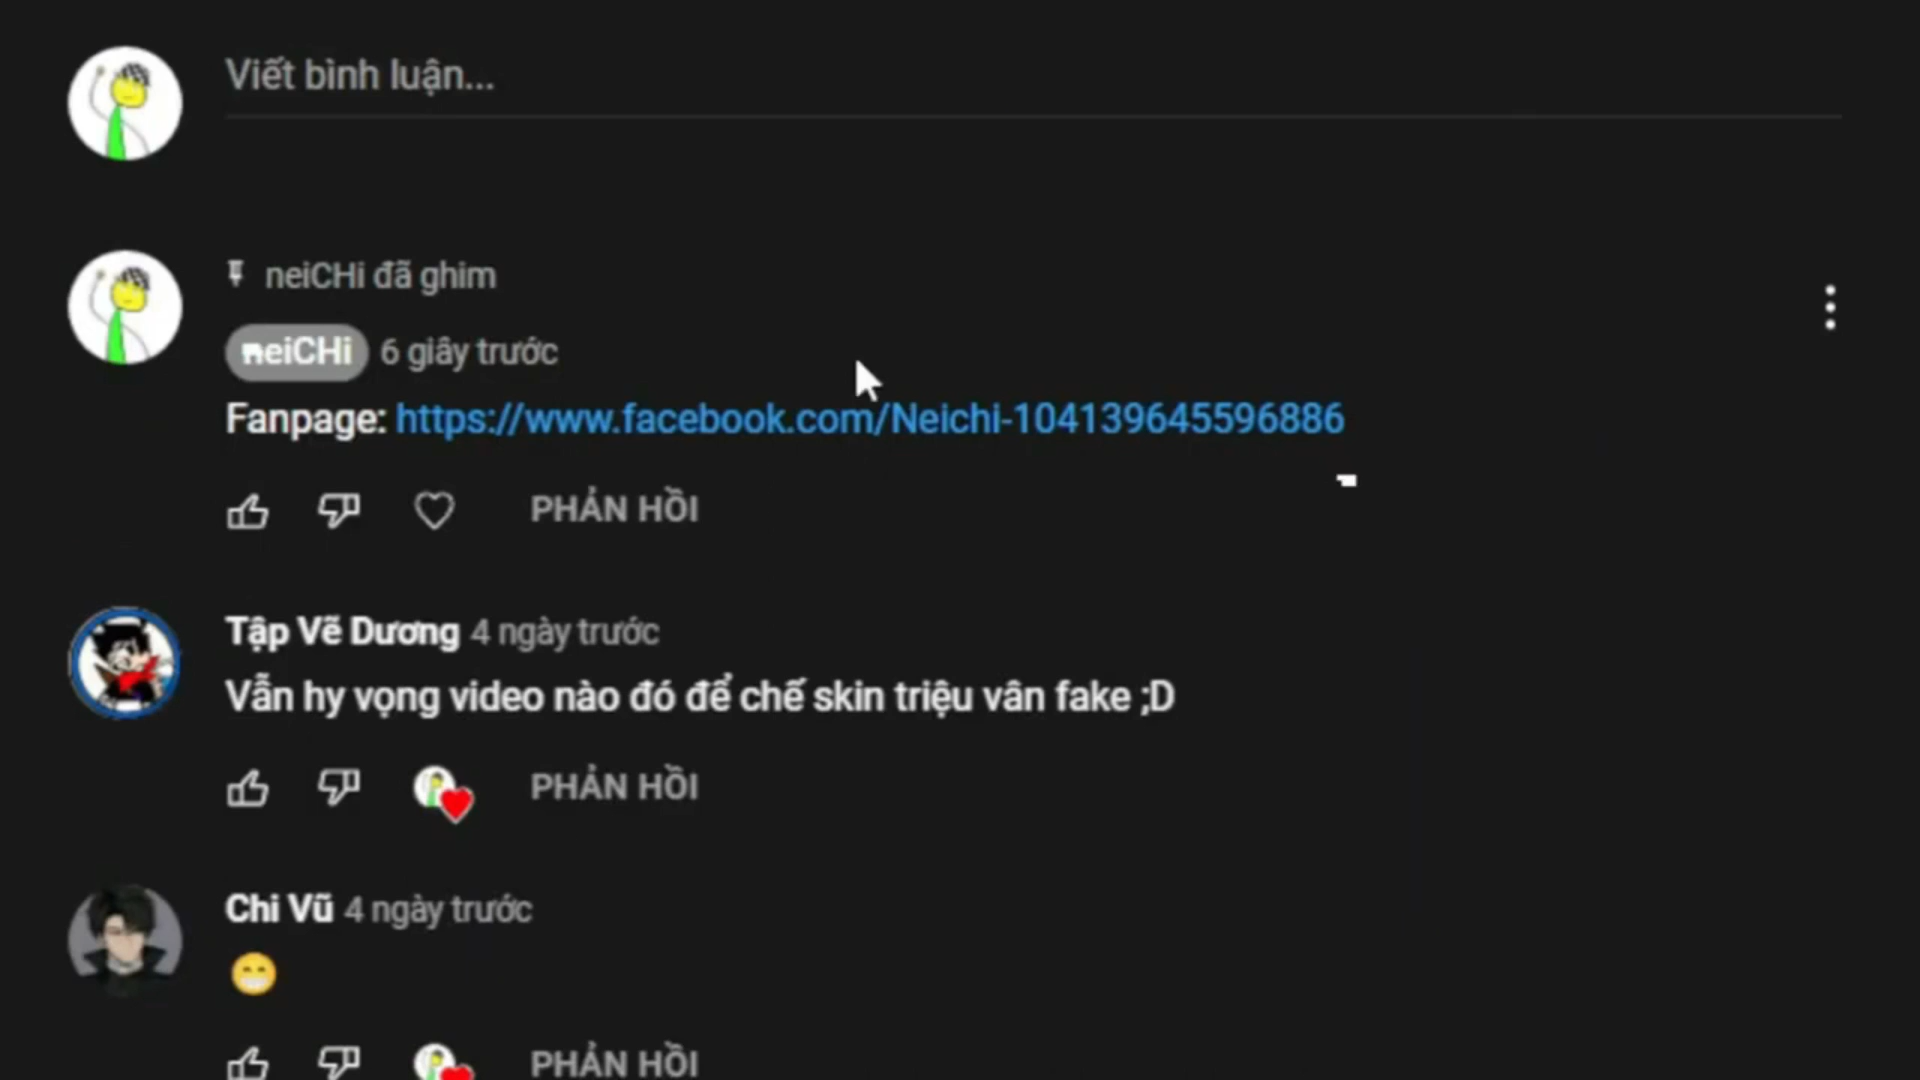 Viết bình luận...
neiCHi đã ghim
neiCHi 6 giây trước
Fanpage: https://www.facebook.com/Neichi-104139645596886
PHẢN HỒI
Tập Vẽ Dương 4 ngày trước
Vẫn hy vọng video nào đó để chế skin triệu vân fake ;D
PHẢN HỒI
Chi Vũ 4 ngày trước
😁
PHẢN HỒI